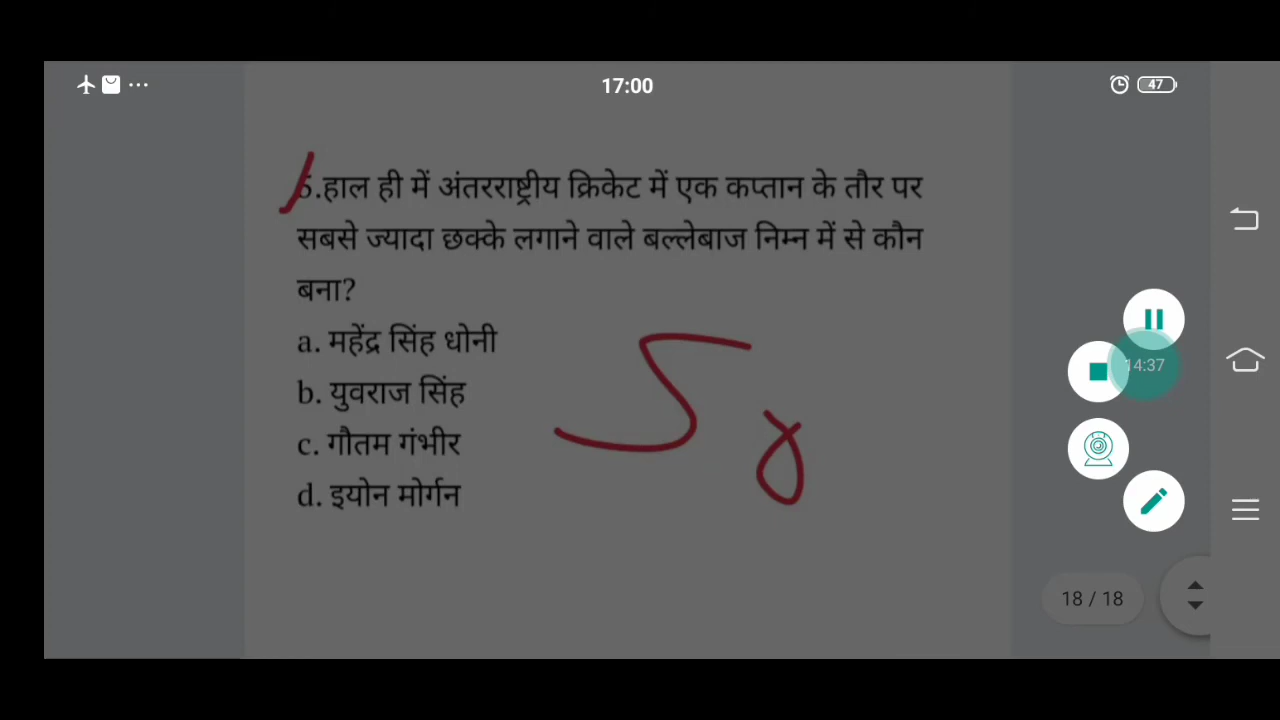 17:00
47
5.हाल ही में अंतरराष्ट्रीय क्रिकेट में एक कप्तान के तौर पर
सबसे ज्यादा छक्के लगाने वाले बल्लेबाज निम्न में से कौन
बना?
a. महेंद्र सिंह धोनी
b. युवराज सिंह
c. गौतम गंभीर
d. इयोन मोर्गन
14:37
18 / 18